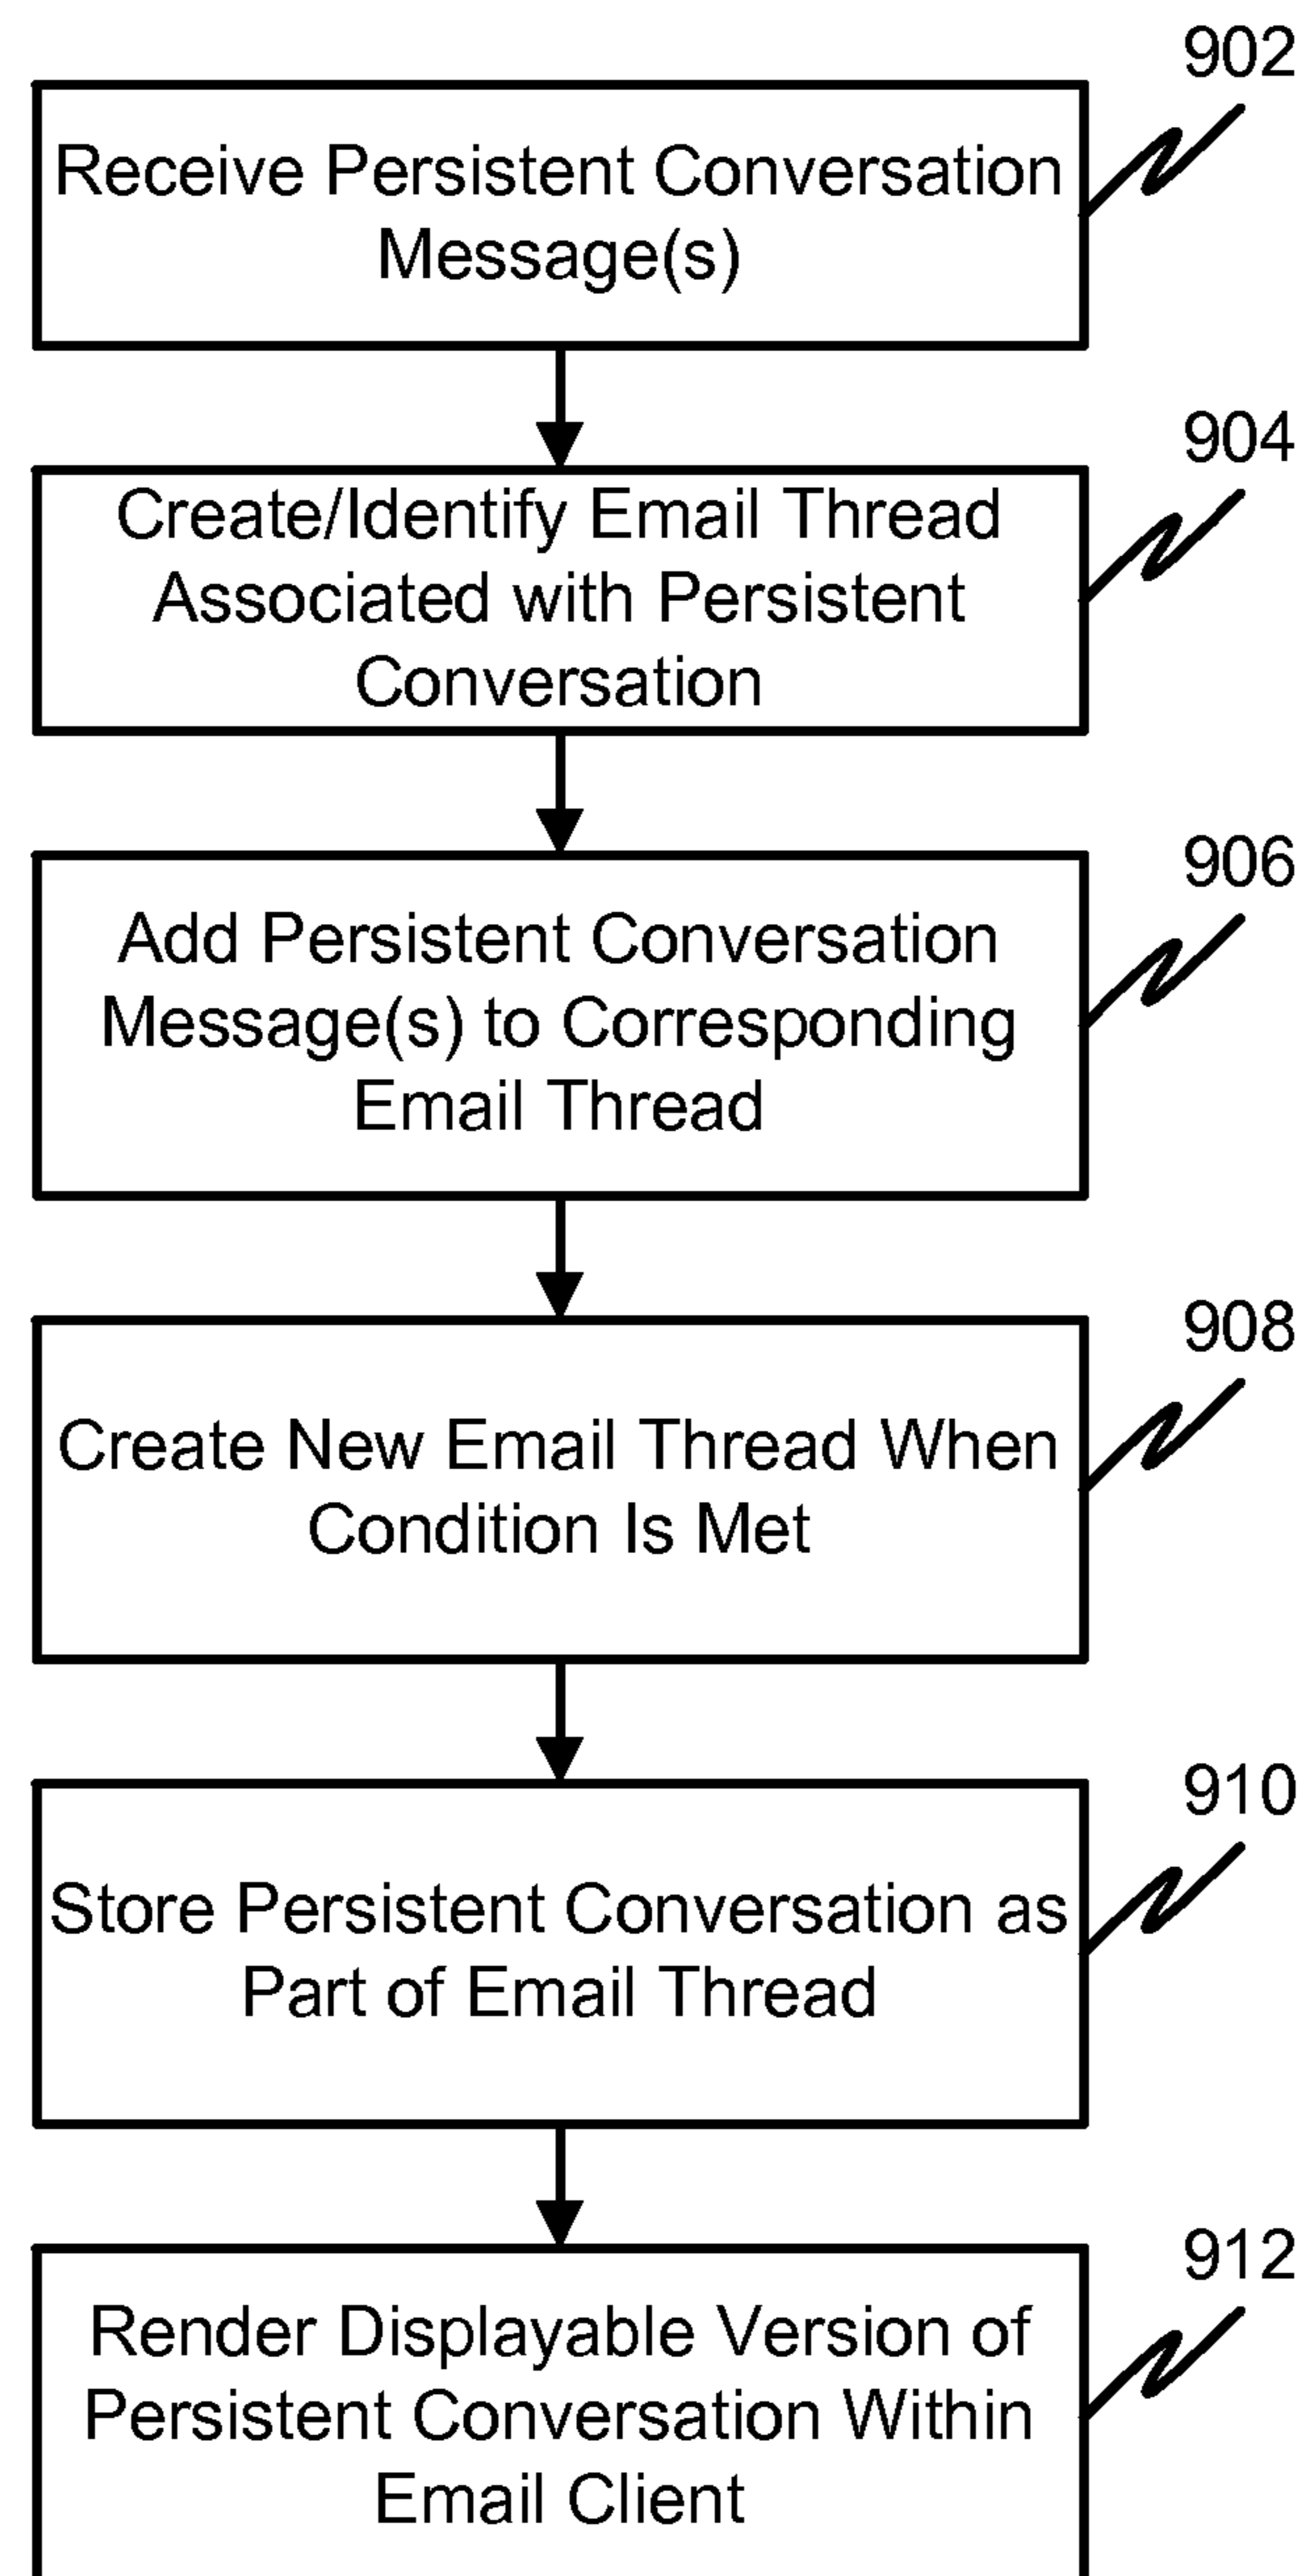 902
Receive Persistent Conversation
Message(s)
904
Create/Identify Email Thread
Associated with Persistent
Conversation
906
Add Persistent Conversation
Message(s) to Corresponding
Email Thread
908
Create New Email Thread When
Condition Is Met
910
Store Persistent Conversation as
Part of Email Thread
912
Render Displayable Version of
Persistent Conversation Within
Email Client